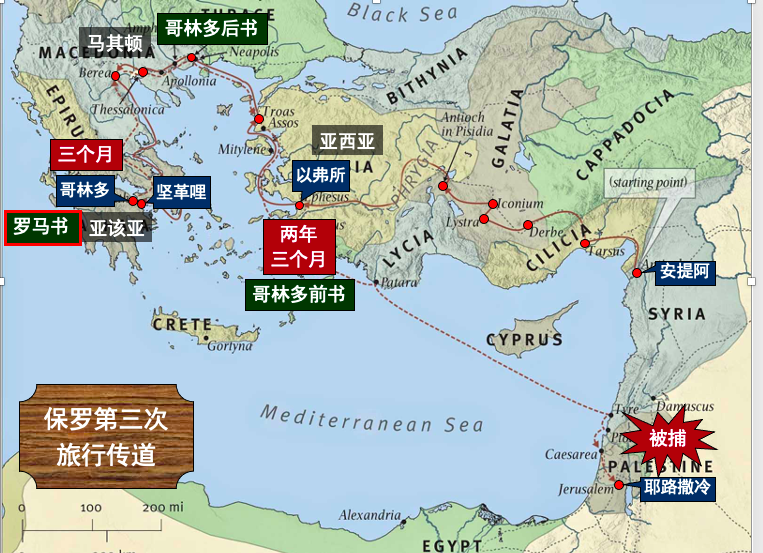 Black Sea
THRACE
哥林多后书
马其顿
MACEDONIA
Neapolis
Berea
Apollonia
Thessalonica
EPIRUS
BITHYNIA
GALATIA
CAPPADOCIA
Troas
Assos
亚西亚
Antioch
in Pisidia
Mitylene
三个月
以弗所
PHRYGIA
(starting point)
哥林多
坚革哩
Iconium
Lystra
Derbe
罗马书
亚该亚
两年
三个月
LYCIA
CILICIA
Tarsus
安提阿
哥林多前书
Patara
SYRIA
CRETE
Gortyna
CYPRUS
Mediterranean Sea
保罗第三次
旅行传道
Tyre
Damascus
被捕
Caesarea
PALESTINE
Jerusalem
耶路撒冷
0 100 200 mi
Alexandria
EGYPT